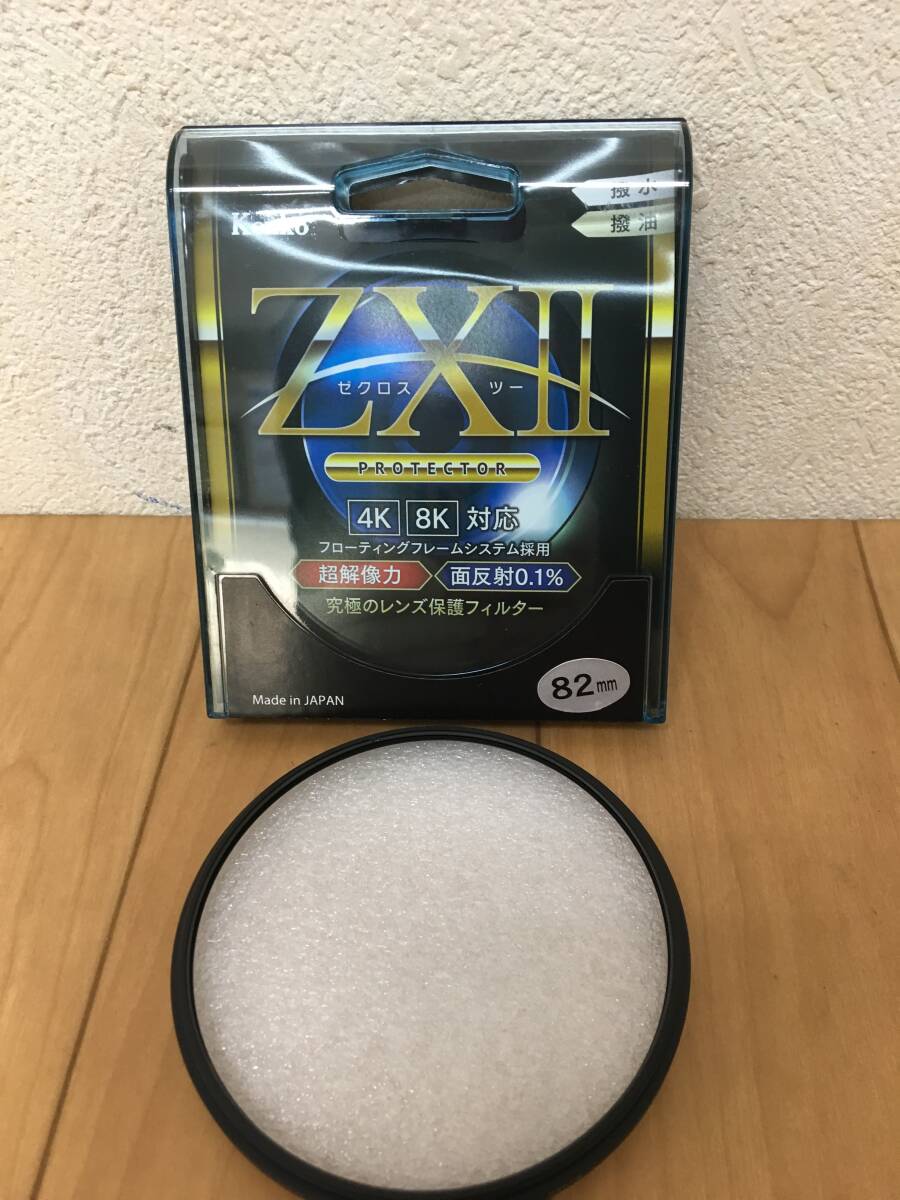 撥水
撥油
Kenko
ZXII
ゼクロス ツー
PROTECTOR
4K 8K 対応
フローティングフレームシステム採用
超解像力 面反射0.1%
究極のレンズ保護フィルター
Made in JAPAN
82mm